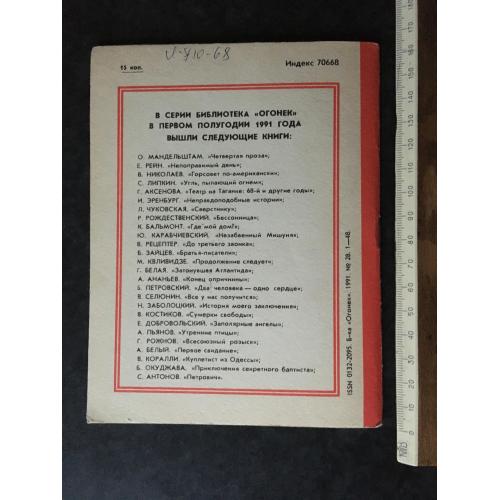 15 коп.
Индекс 70668
В СЕРИИ БИБЛИОТЕКА «ОГОНЕК»
В ПЕРВОМ ПОЛУГОДИИ 1991 ГОДА
ВЫШЛИ СЛЕДУЮЩИЕ КНИГИ:
О. МАНДЕЛЬШТАМ. «Четвертая проза»;
Е. РЕЙН. «Непоправимый день»;
В. НИКОЛАЕВ. «Горсовет по-американски»;
С. ЛИПКИН. «Угль, пылающий огнем»;
Г. АКСЕНОВА. «Театр на Таганке: 68-й и другие годы»;
И. ЭРЕНБУРГ. «Неправдоподобные истории»;
Л. ЧУКОВСКАЯ. «Сверстнику»;
Р. РОЖДЕСТВЕНСКИЙ. «Бессонница»;
К. БАЛЬМОНТ. «Где мой дом?»;
Ю. КАРАБЧИЕВСКИЙ. «Незабвенный Мишуня»;
В. РЕЦЕПТЕР. «До третьего звонка»;
Б. ЗАЙЦЕВ. «Братья-писатели»;
М. КВЛИВИДЗЕ. «Продолжение следует»;
Г. БЕЛАЯ. «Затонувшая Атлантида»;
А. АНАНЬЕВ. «Конец опричнины»;
Б. ПЕТРОВСКИЙ. «Два человека — одно сердце»;
В. СЕЛЮНИН. «Все у нас получится»;
Н. ЗАБОЛОЦКИЙ. «История моего заключения»;
В. КОСТИКОВ. «Сумерки свободы»;
Е. ДОБРОВОЛЬСКИЙ. «Заполярные ангелы»;
А. ПЬЯНОВ. «Утренние птицы»;
Г. РОЖНОВ. «Всесоюзный розыск»;
А. БЕЛЫЙ. «Первое свидание»;
В. КОРАЛЛИ. «Куплетист из Одессы»;
Б. ОКУДЖАВА. «Приключения секретного баптиста»;
С. АНТОНОВ. «Петрович».
ISSN 0132-2095. Б-ка «Огонек». 1991. № 28. 1—48.